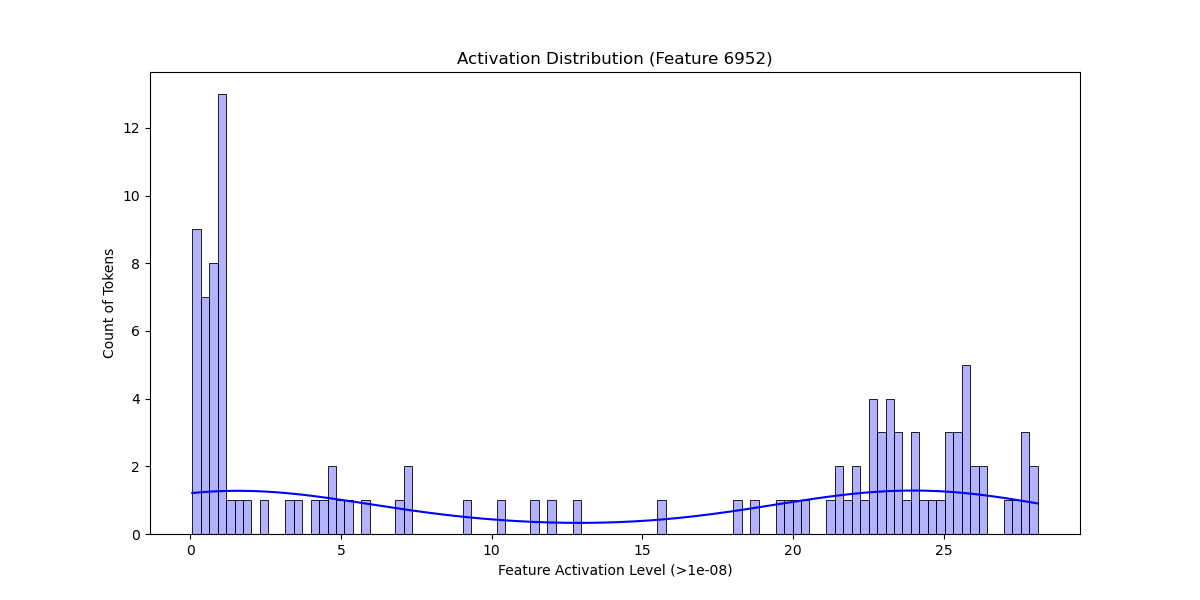 Activation Distribution (Feature 6952)
Count of Tokens
12
10
8
6
4
2
0
0 5 10 15 20 25
Feature Activation Level (>1e-08)